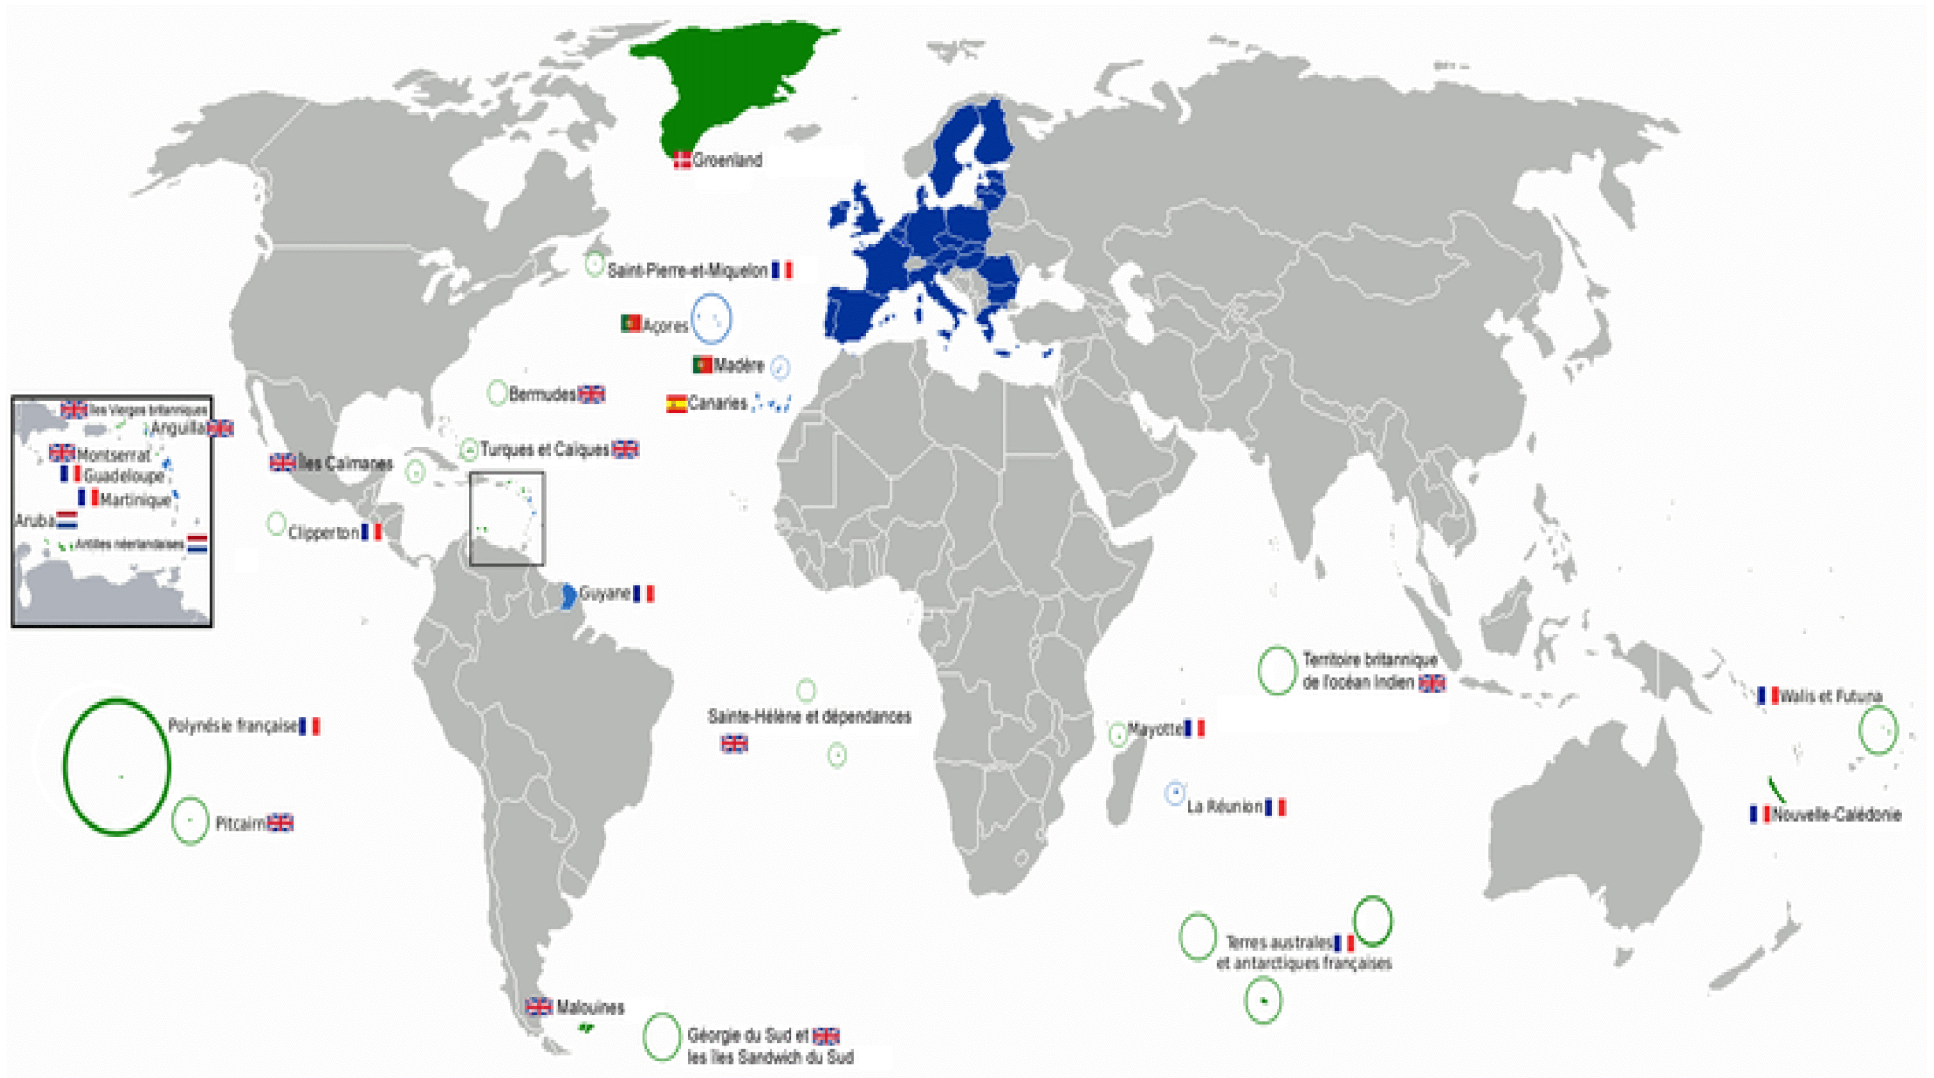 Groenland
Saint-Pierre-et-Miquelon
Açores
Madère
Canaries
Bermudes
Turques et Caïques
Îles Caïmanes
Clipperton
Guyane
Îles Vierges britanniques
Anguilla
Montserrat
Guadeloupe
Martinique
Aruba
Antilles néerlandaises
Polynésie française
Pitcairn
Sainte-Hélène et dépendances
Territoire britannique
de l'océan Indien
Mayotte
La Réunion
Walis et Futuna
Nouvelle-Calédonie
Terres australes
et antarctiques françaises
Malouines
Géorgie du Sud et
les îles Sandwich du Sud